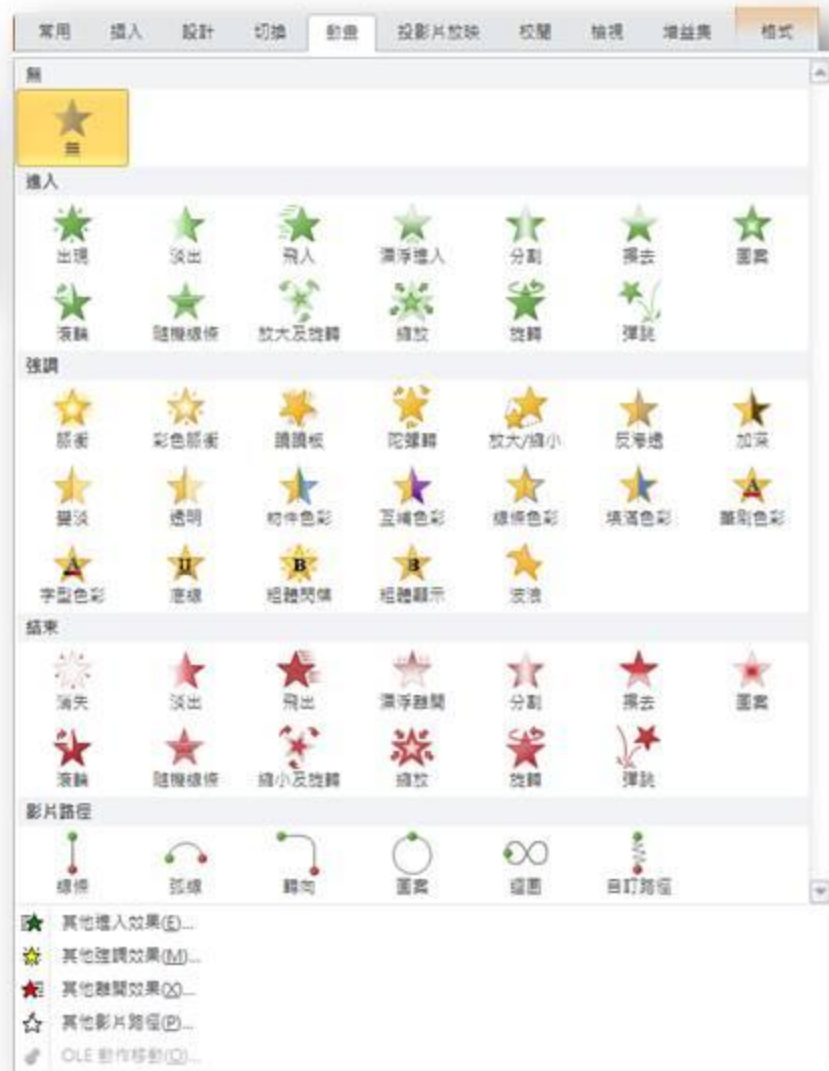 常用 插入 設計 切換 動畫 投影片放映 校閱 檢視 增益集 格式
無
無
進入
出現 淡出 飛入 漂浮進入 分割 擦去 圖案
滾輪 隨機線條 放大及旋轉 縮放 旋轉 彈跳
強調
脈衝 彩色脈衝 蹺蹺板 陀螺轉 放大/縮小 反滲透 加深
變淡 透明 物件色彩 互補色彩 線條色彩 填滿色彩 筆刷色彩
字型色彩 底線 粗體閃爍 粗體顯示 波浪
結束
消失 淡出 飛出 漂浮離開 分割 擦去 圖案
滾輪 隨機線條 縮小及旋轉 縮放 旋轉 彈跳
影片路徑
線條 弧線 轉向 圖案 迴圈 自訂路徑
其他進入效果(E)...
其他強調效果(M)...
其他離開效果(X)...
其他影片路徑(P)...
OLE 動作移動(O)...